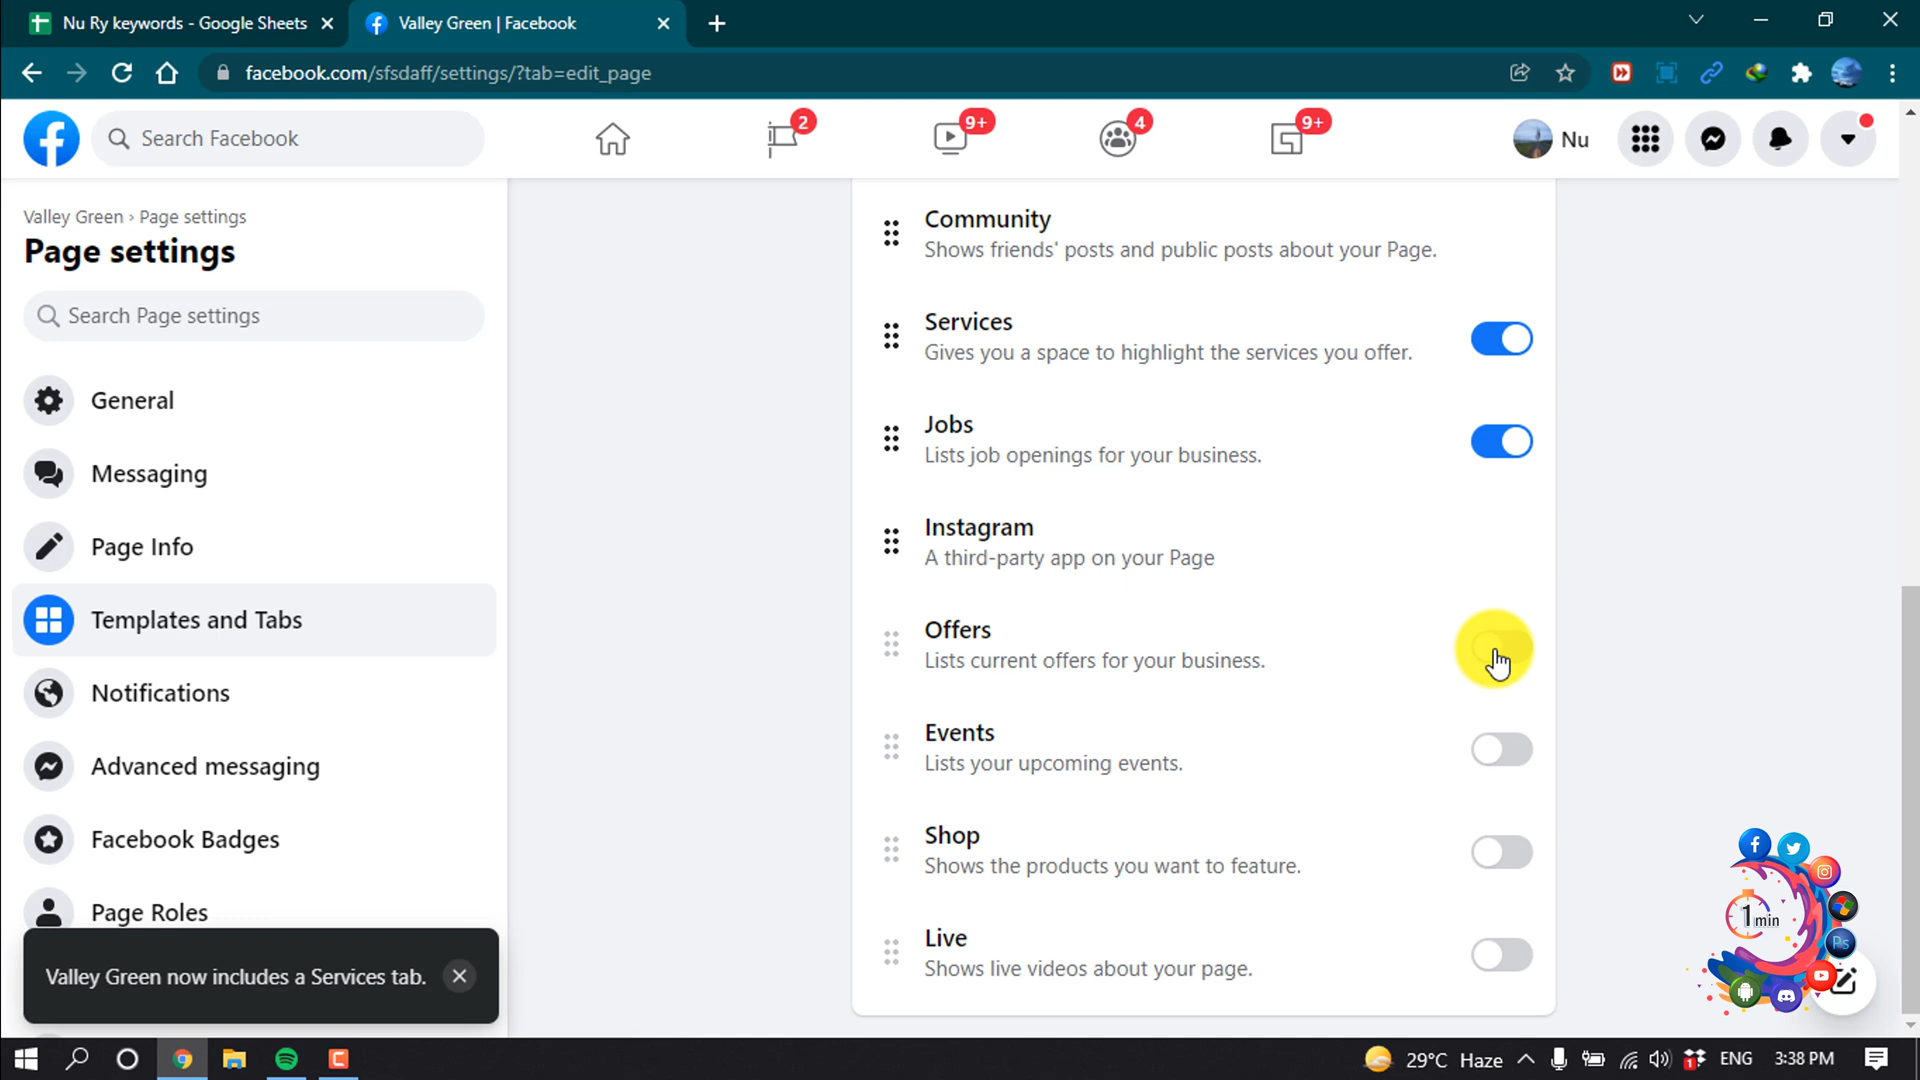 Nu Ry keywords - Google Sheets
Valley Green | Facebook
facebook.com/sfsdaff/settings/?tab=edit_page
Search Facebook
2
9+
4
9+
Nu
Valley Green › Page settings
Page settings
Search Page settings
General
Messaging
Page Info
Templates and Tabs
Notifications
Advanced messaging
Facebook Badges
Page Roles
Valley Green now includes a Services tab.
Community
Shows friends' posts and public posts about your Page.
Services
Gives you a space to highlight the services you offer.
Jobs
Lists job openings for your business.
Instagram
A third-party app on your Page
Offers
Lists current offers for your business.
Events
Lists your upcoming events.
Shop
Shows the products you want to feature.
Live
Shows live videos about your page.
1 min
Ps
29°C Haze
1
ENG
3:38 PM